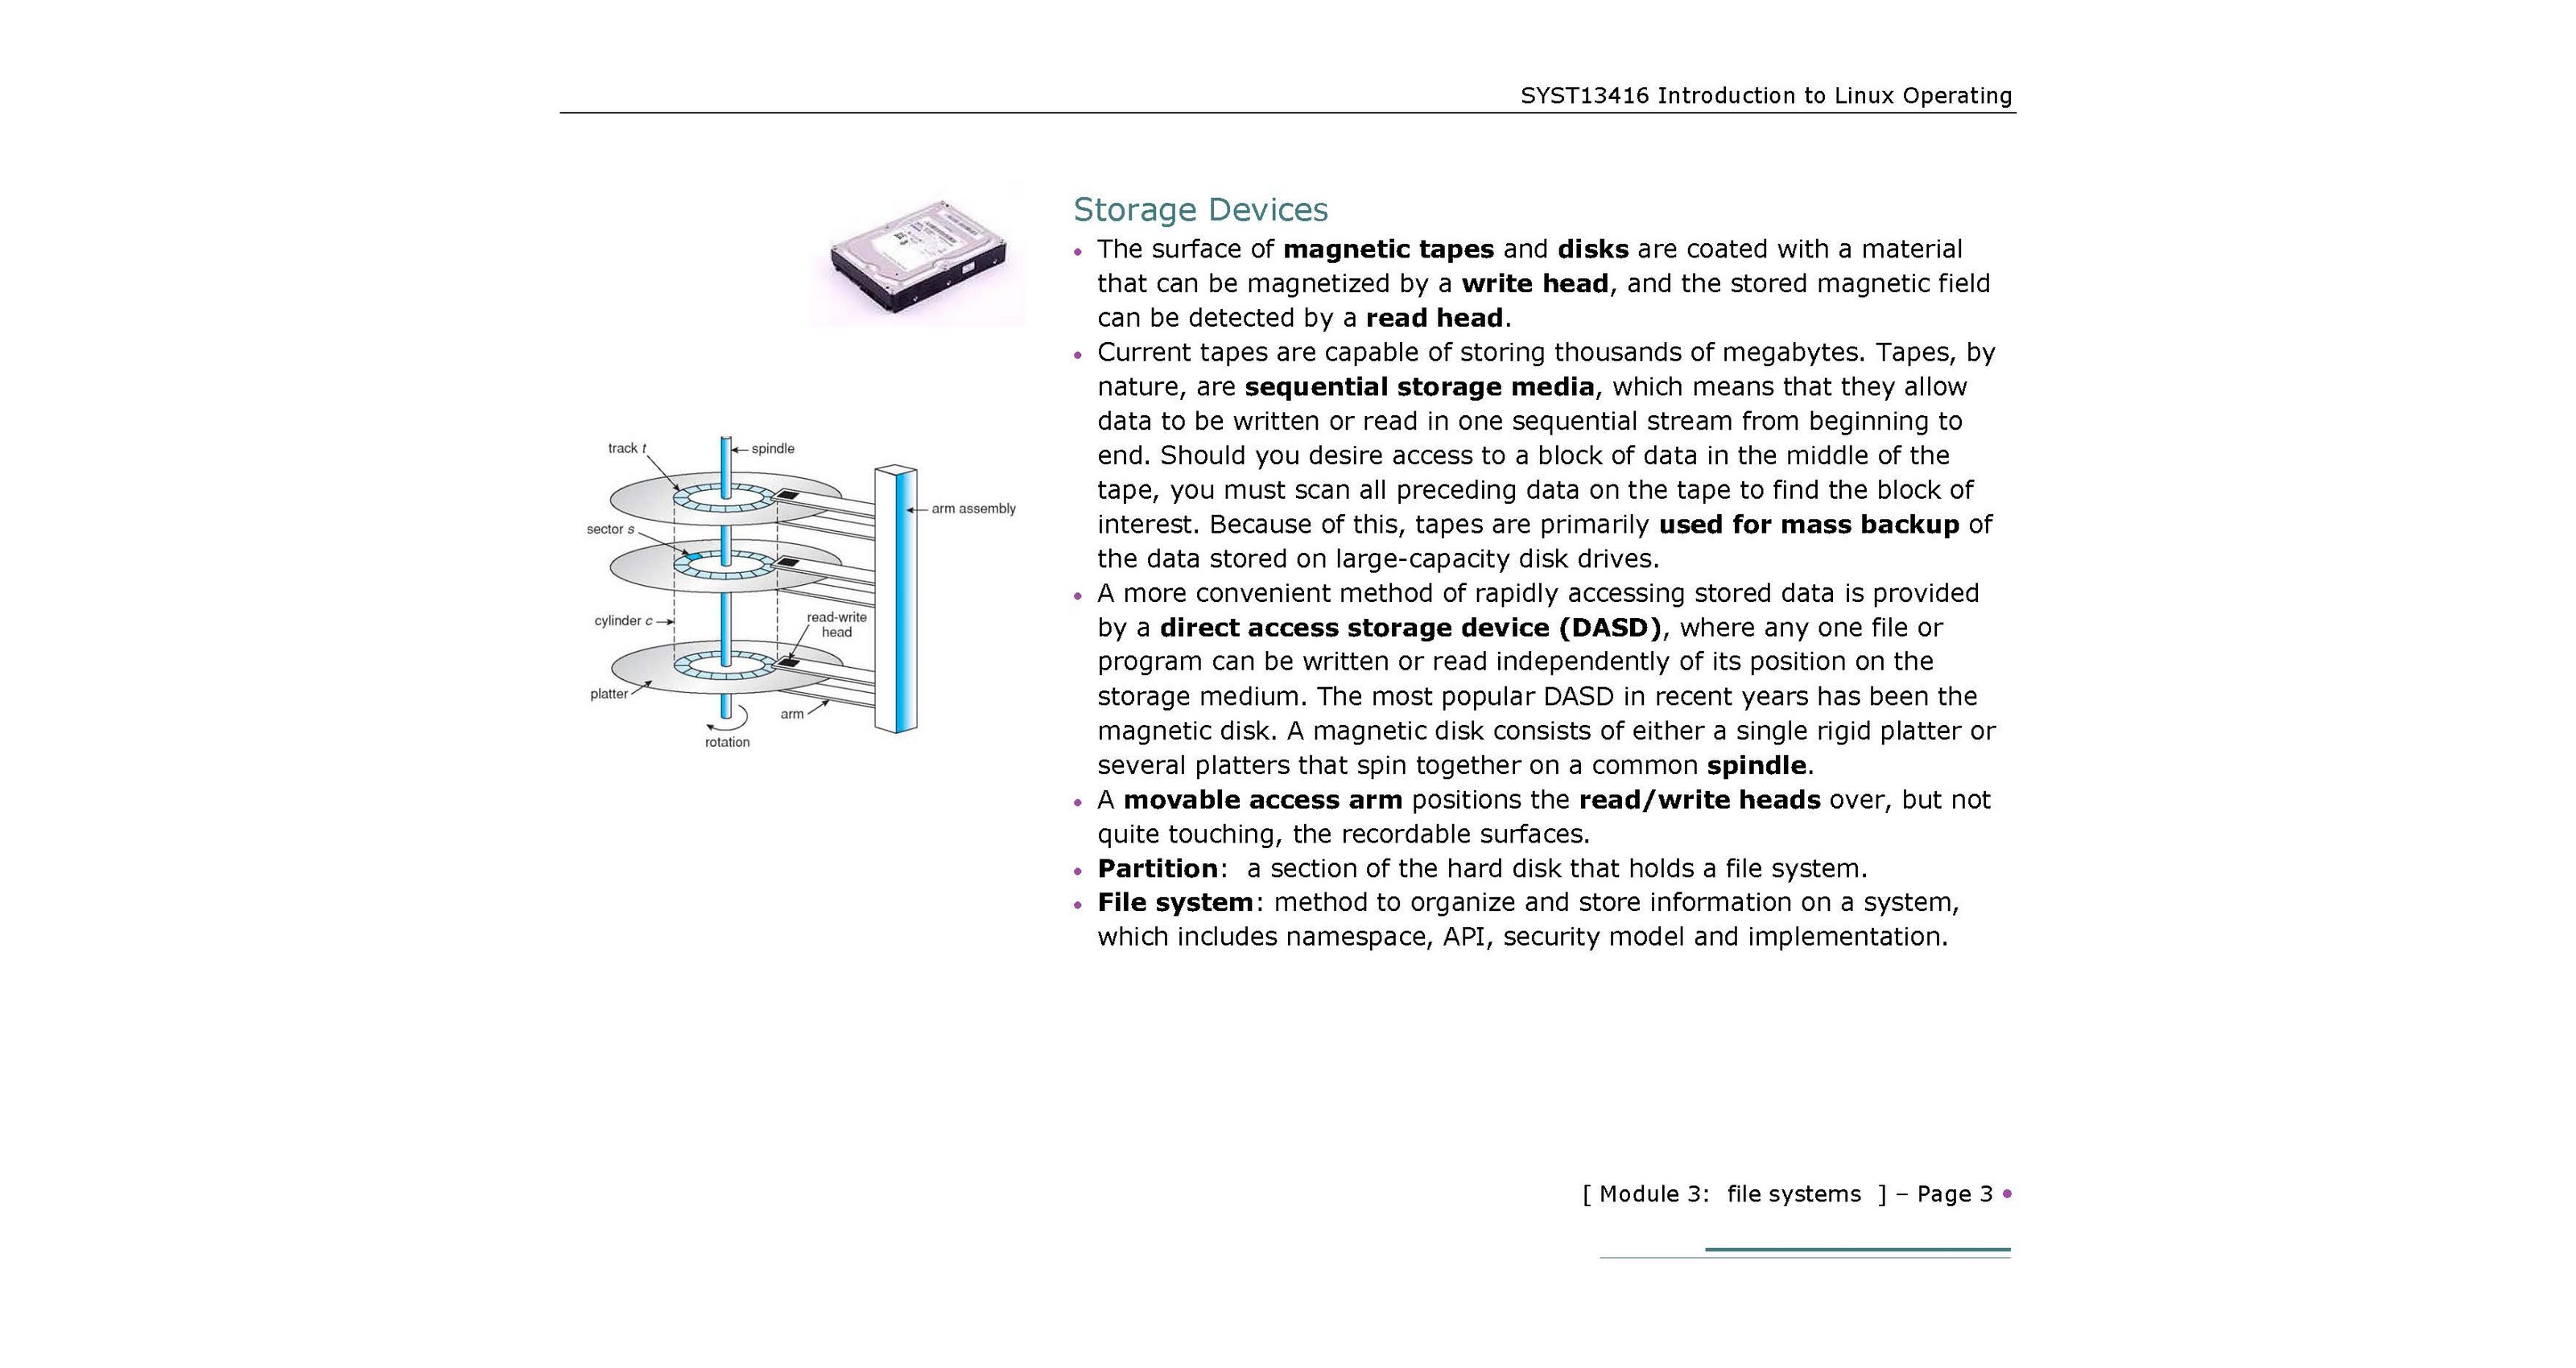 SYST13416 Introduction to Linux Operating
Storage Devices
• The surface of magnetic tapes and disks are coated with a material
that can be magnetized by a write head, and the stored magnetic field
can be detected by a read head.
• Current tapes are capable of storing thousands of megabytes. Tapes, by
nature, are sequential storage media, which means that they allow
data to be written or read in one sequential stream from beginning to
end. Should you desire access to a block of data in the middle of the
tape, you must scan all preceding data on the tape to find the block of
interest. Because of this, tapes are primarily used for mass backup of
the data stored on large-capacity disk drives.
• A more convenient method of rapidly accessing stored data is provided
by a direct access storage device (DASD), where any one file or
program can be written or read independently of its position on the
storage medium. The most popular DASD in recent years has been the
magnetic disk. A magnetic disk consists of either a single rigid platter or
several platters that spin together on a common spindle.
• A movable access arm positions the read/write heads over, but not
quite touching, the recordable surfaces.
• Partition:  a section of the hard disk that holds a file system.
• File system: method to organize and store information on a system,
which includes namespace, API, security model and implementation.
track t
spindle
arm assembly
sector s
cylinder c
read-write
head
platter
arm
rotation
[ Module 3:  file systems  ] – Page 3 •